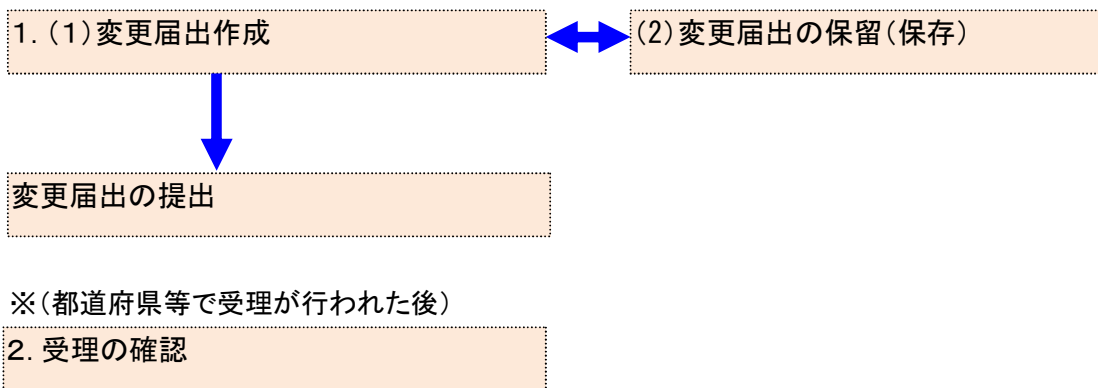 １．（１）変更届出作成
（２）変更届出の保留（保存）
変更届出の提出
※（都道府県等で受理が行われた後）
２．受理の確認